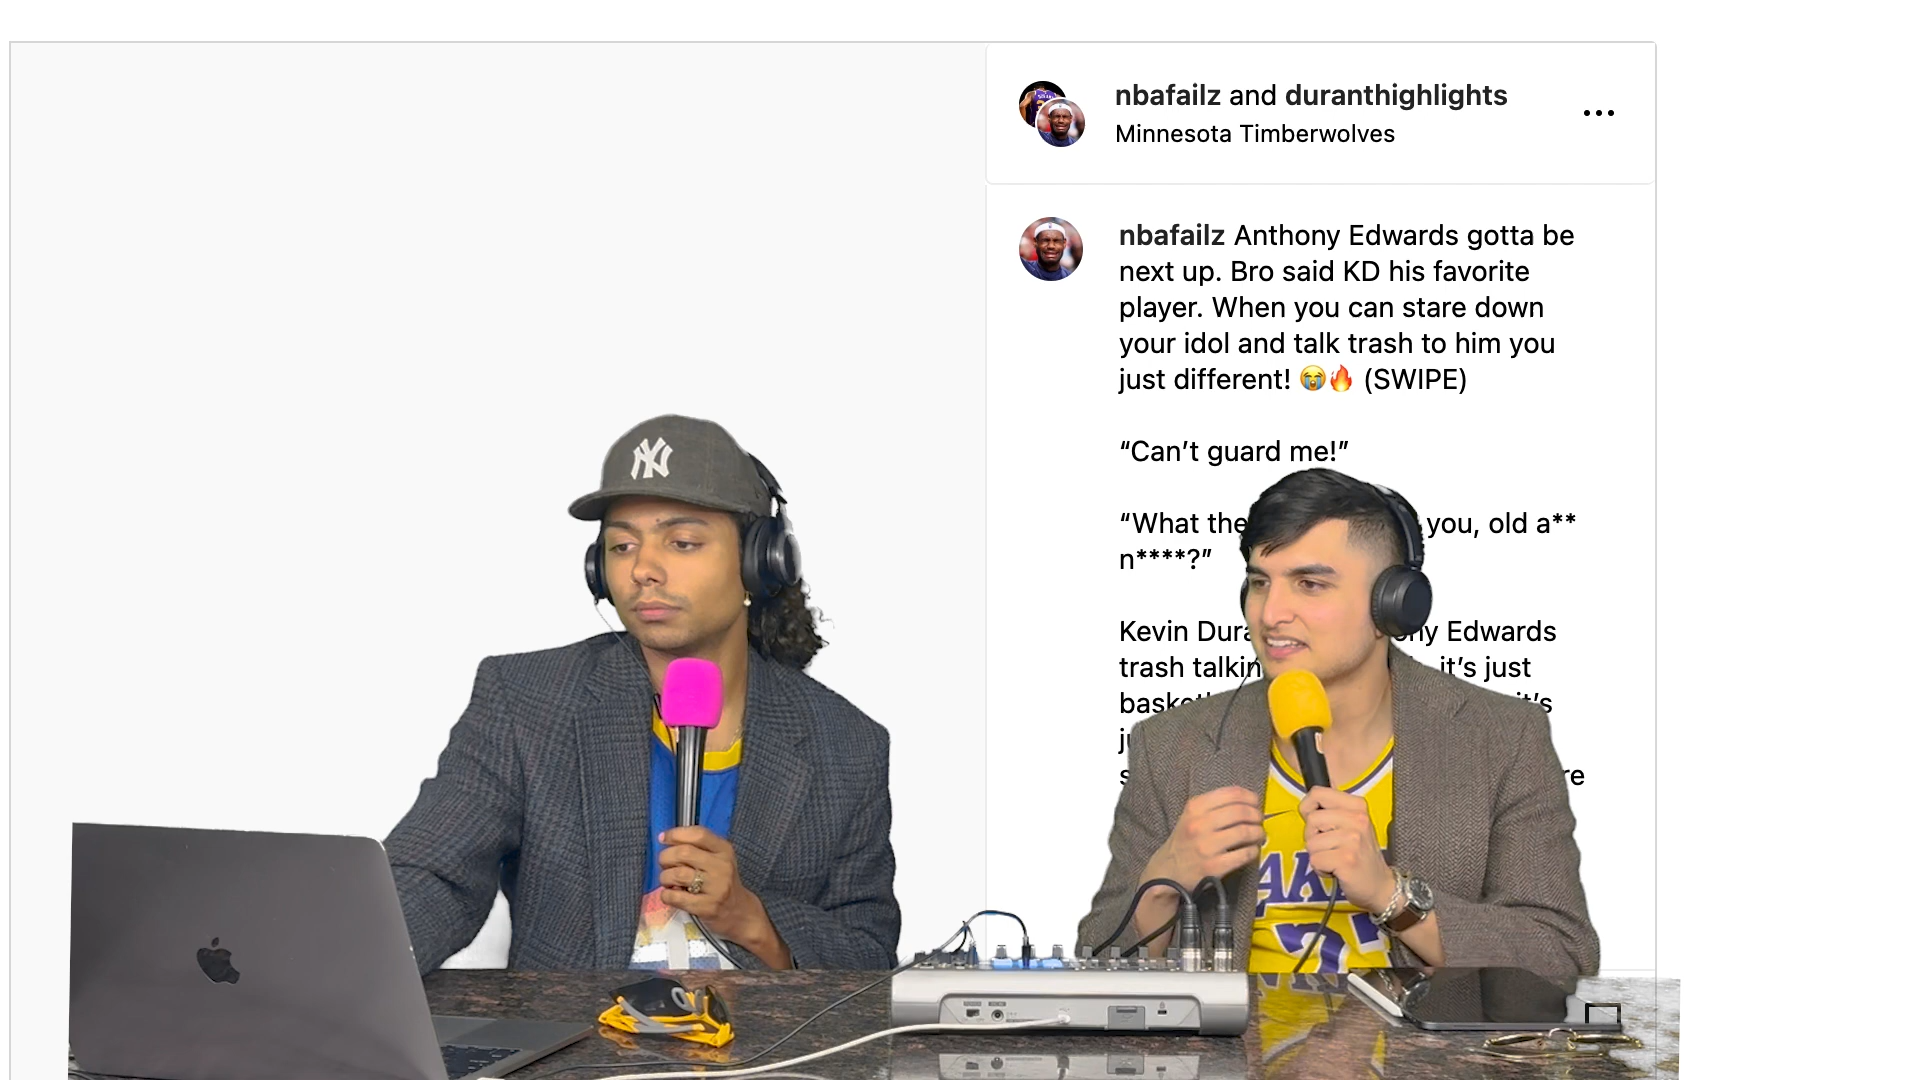 nbafailz and duranthighlights
Minnesota Timberwolves
nbafailz Anthony Edwards gotta be
next up. Bro said KD his favorite
player. When you can stare down
your idol and talk trash to him you
just different! 😭🔥 (SWIPE)
“Can’t guard me!”
“What the you, old a**
n****?”
Kevin Edwards
trash it’s just
it’s
NY